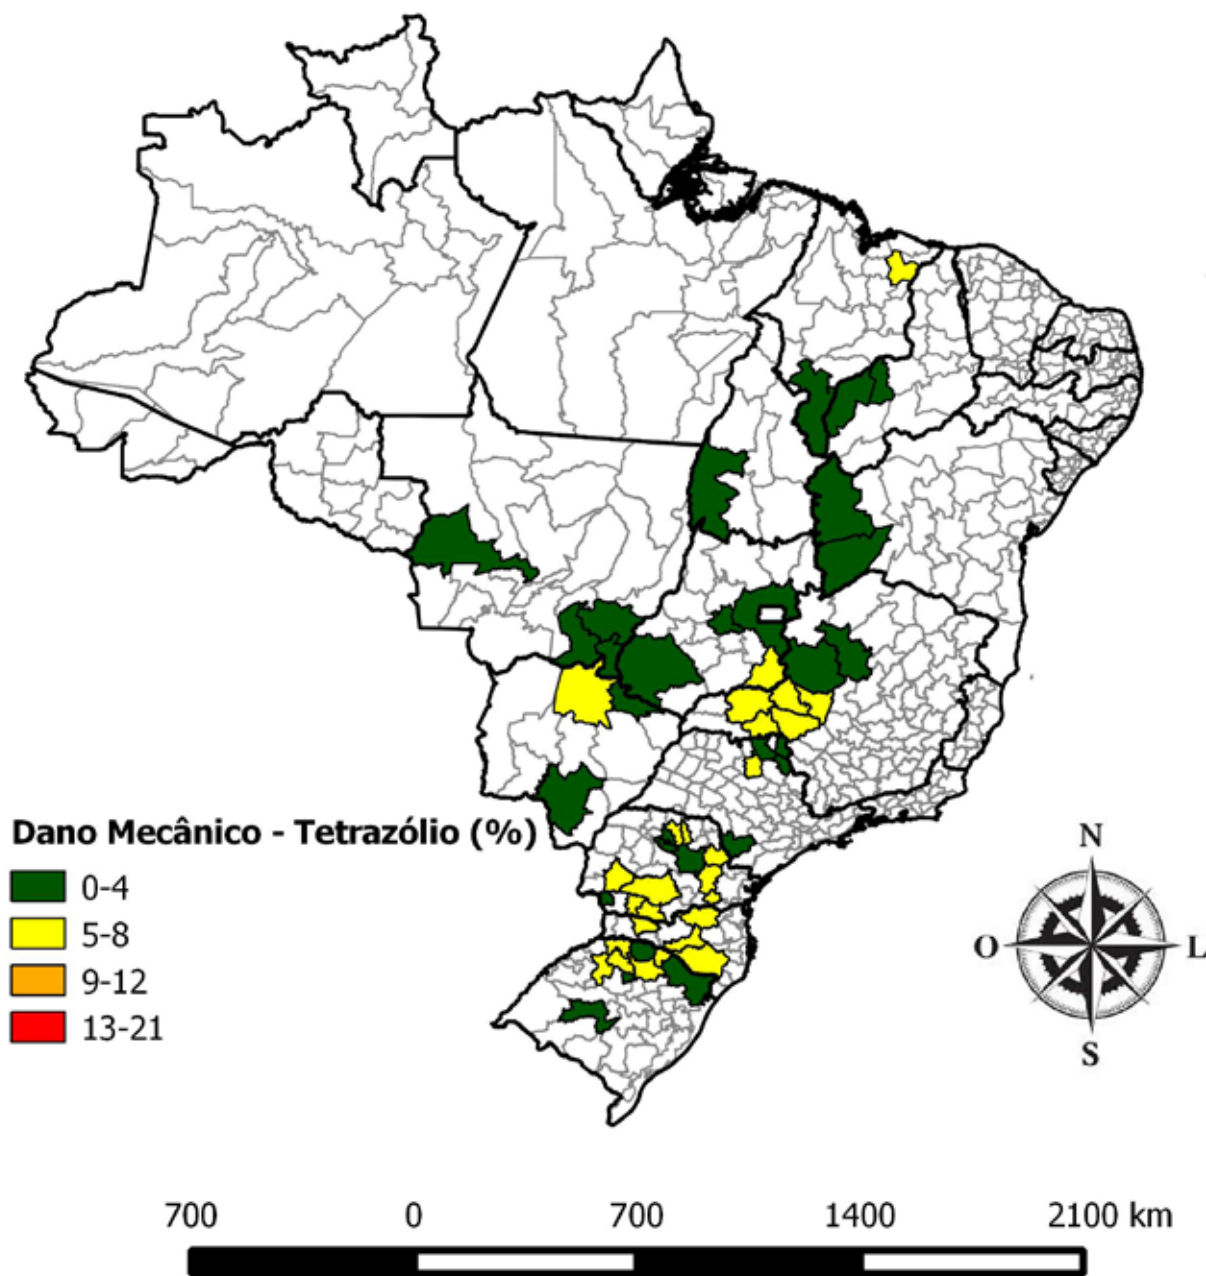 Dano Mecânico - Tetrazólio (%)
0-4
5-8
9-12
13-21
N
O
L
S
700 0 700 1400 2100 km